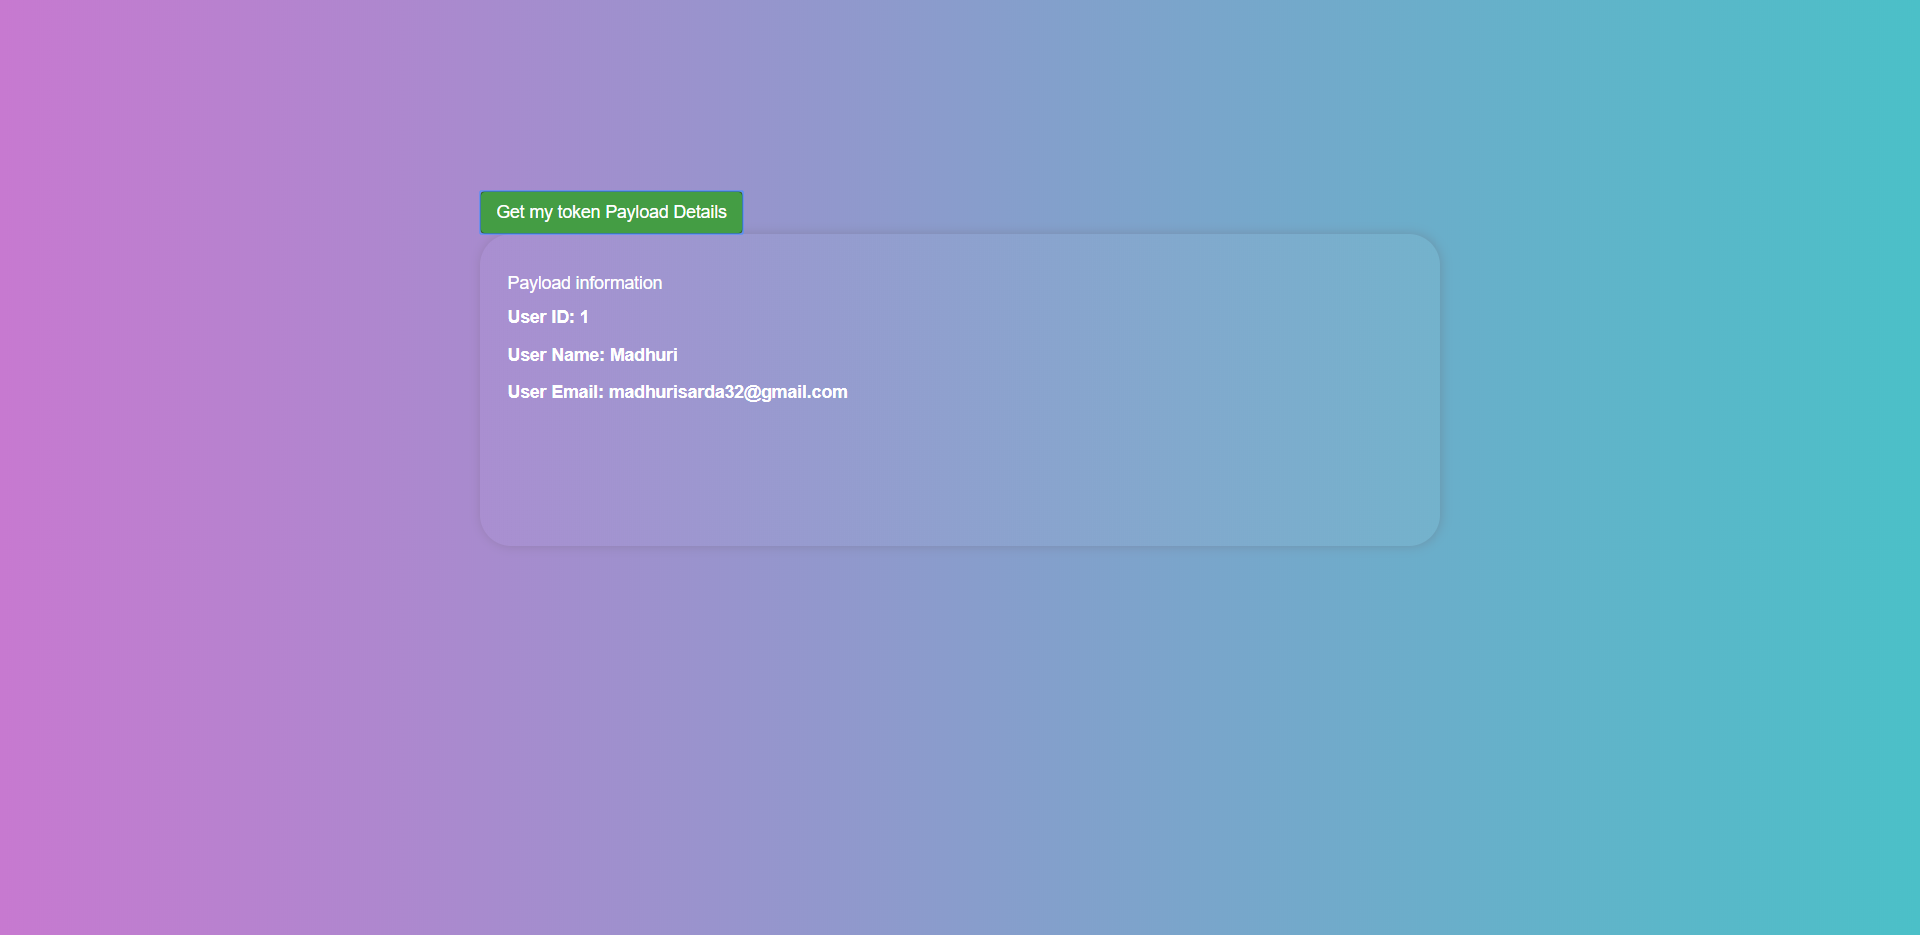 Get my token Payload Details
Payload information
User ID: 1
User Name: Madhuri
User Email: madhurisarda32@gmail.com